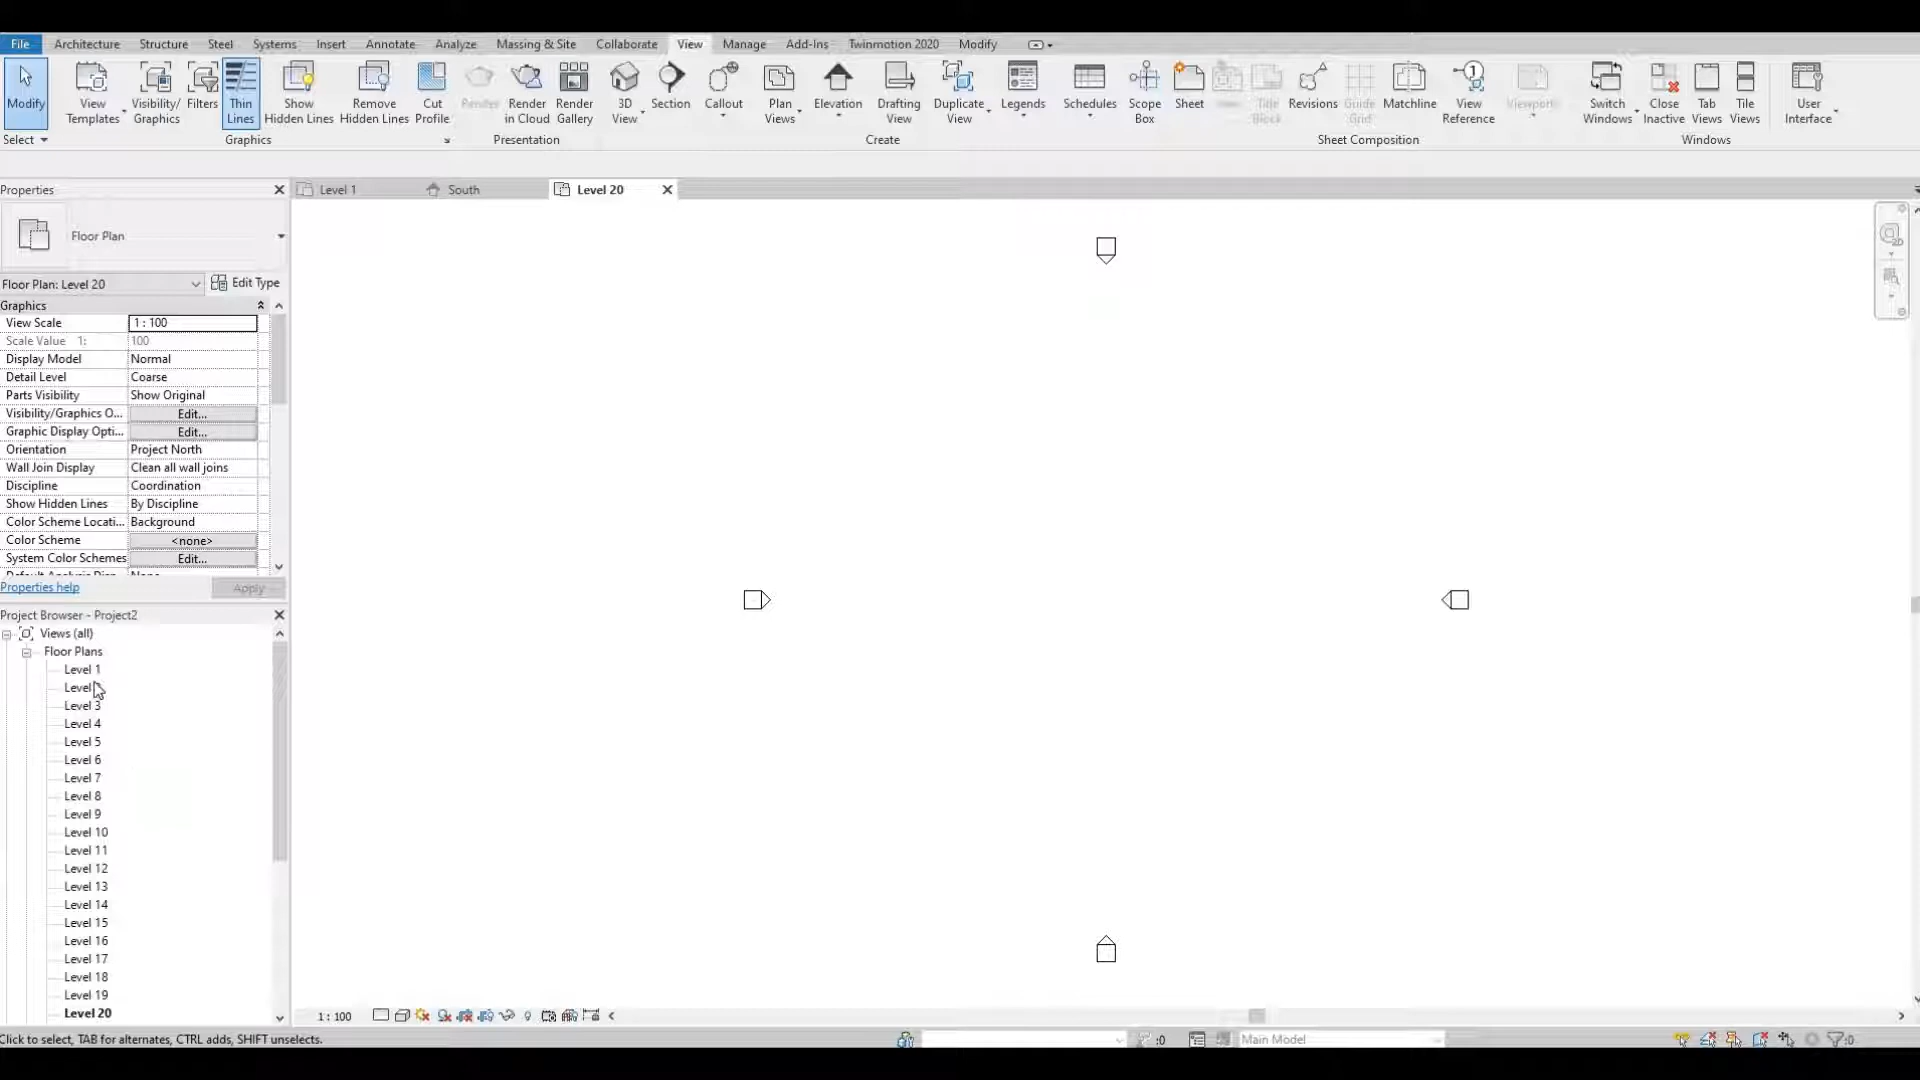 File Architecture Structure Steel Systems Insert Annotate Analyze Massing & Site Collaborate View Manage Add-Ins Twinmotion 2020 Modify
Modify
View Templates
Visibility/ Graphics
Filters
Thin Lines
Show Hidden Lines
Remove Hidden Lines
Cut Profile
Render
Render in Cloud
Render Gallery
3D View
Section
Callout
Plan Views
Elevation
Drafting View
Duplicate View
Legends
Schedules
Scope Box
Sheet
Title Block
Revisions
Guide Grid
Matchline
View Reference
Viewports
Switch Windows
Close Inactive
Tab Views
Tile Views
User Interface
Select Graphics Presentation Create Sheet Composition Windows
Properties
Level 1 South Level 20
Floor Plan
Floor Plan: Level 20 Edit Type
Graphics
View Scale 1 : 100
Scale Value 1: 100
Display Model Normal
Detail Level Coarse
Parts Visibility Show Original
Visibility/Graphics O... Edit...
Graphic Display Opti... Edit...
Orientation Project North
Wall Join Display Clean all wall joins
Discipline Coordination
Show Hidden Lines By Discipline
Color Scheme Locati... Background
Color Scheme <none>
System Color Schemes Edit...
Properties help Apply
Project Browser - Project2
Views (all)
Floor Plans
Level 1
Level
Level 3
Level 4
Level 5
Level 6
Level 7
Level 8
Level 9
Level 10
Level 11
Level 12
Level 13
Level 14
Level 15
Level 16
Level 17
Level 18
Level 19
Level 20
1 : 100
Click to select, TAB for alternates, CTRL adds, SHIFT unselects. :0 Main Model :0